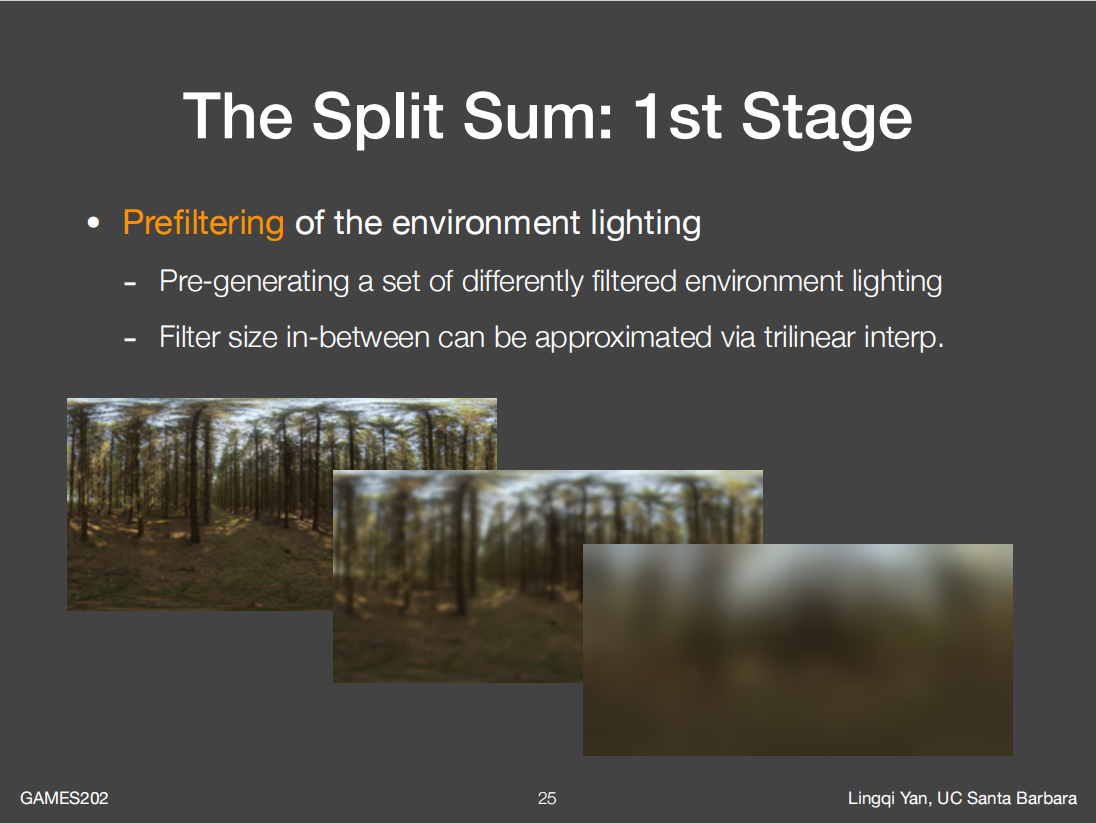 The Split Sum: 1st Stage
• Prefiltering of the environment lighting
- Pre-generating a set of differently filtered environment lighting
- Filter size in-between can be approximated via trilinear interp.
GAMES202
25
Lingqi Yan, UC Santa Barbara